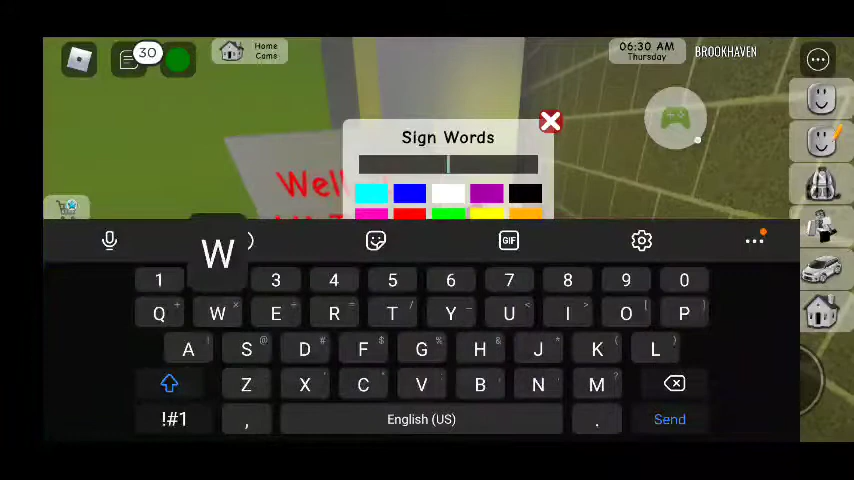 30
Home
Cams
06:30 AM
Thursday
BROOKHAVEN
Sign Words
W
GIF
1 2 3 4 5 6 7 8 9 0
Q + W × E ÷ R = T / Y _ U < I > O [ P ]
A ! S @ D # F $ G % H & J * K ( L )
Z - X ' C " V : B ; N , M ?
!#1 , English (US) . Send